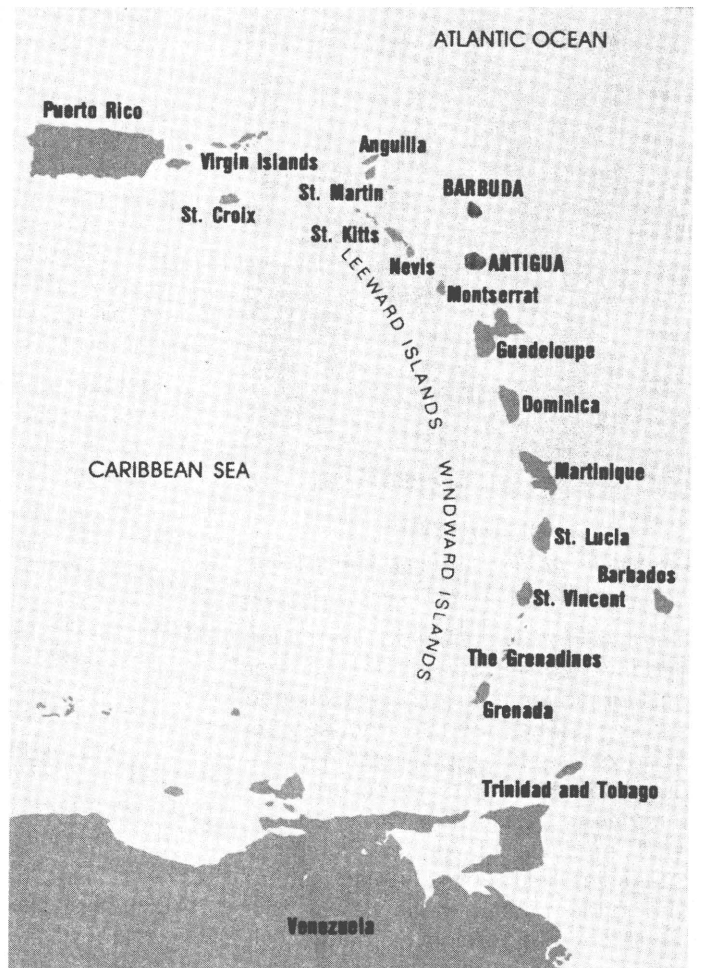 ATLANTIC OCEAN
Puerto Rico
Anguilla
Virgin Islands
St. Martin
BARBUDA
St. Croix
St. Kitts
Nevis
ANTIGUA
Montserrat
LEEWARD ISLANDS
Guadeloupe
Dominica
CARIBBEAN SEA
Martinique
WINDWARD ISLANDS
St. Lucia
Barbados
St. Vincent
The Grenadines
Grenada
Trinidad and Tobago
Venezuela